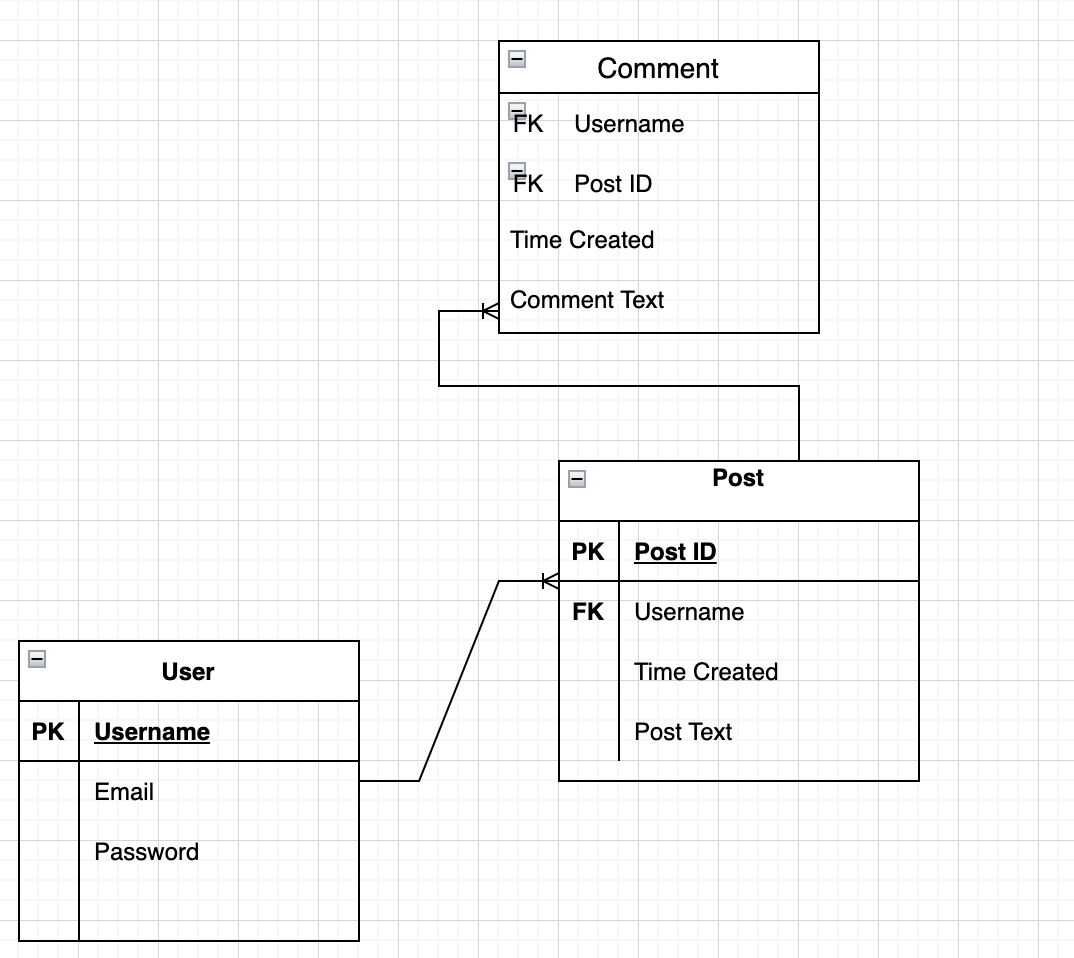 Comment
FK Username
FK Post ID
Time Created
Comment Text
Post
PK Post ID
FK Username
Time Created
Post Text
User
PK Username
Email
Password